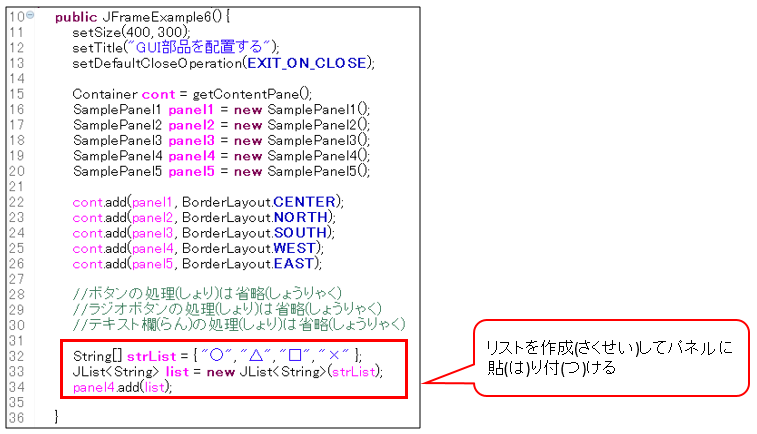 10 public JFrameExample6() {
11 setSize(400, 300);
12 setTitle("GUI部品を配置する");
13 setDefaultCloseOperation(EXIT_ON_CLOSE);
14
15 Container cont = getContentPane();
16 SamplePanel1 panel1 = new SamplePanel1();
17 SamplePanel2 panel2 = new SamplePanel2();
18 SamplePanel3 panel3 = new SamplePanel3();
19 SamplePanel4 panel4 = new SamplePanel4();
20 SamplePanel5 panel5 = new SamplePanel5();
21
22 cont.add(panel1, BorderLayout.CENTER);
23 cont.add(panel2, BorderLayout.NORTH);
24 cont.add(panel3, BorderLayout.SOUTH);
25 cont.add(panel4, BorderLayout.WEST);
26 cont.add(panel5, BorderLayout.EAST);
27
28 //ボタンの処理(しょり)は省略(しょうりゃく)
29 //ラジオボタンの処理(しょり)は省略(しょうりゃく)
30 //テキスト欄(らん)の処理(しょり)は省略(しょうりゃく)
31
32 String[] strList = { "○", "△", "□", "×" };
33 JList<String> list = new JList<String>(strList);
34 panel4.add(list);
35
36 }
リストを作成(さくせい)してパネルに
貼(は)り付(つ)ける